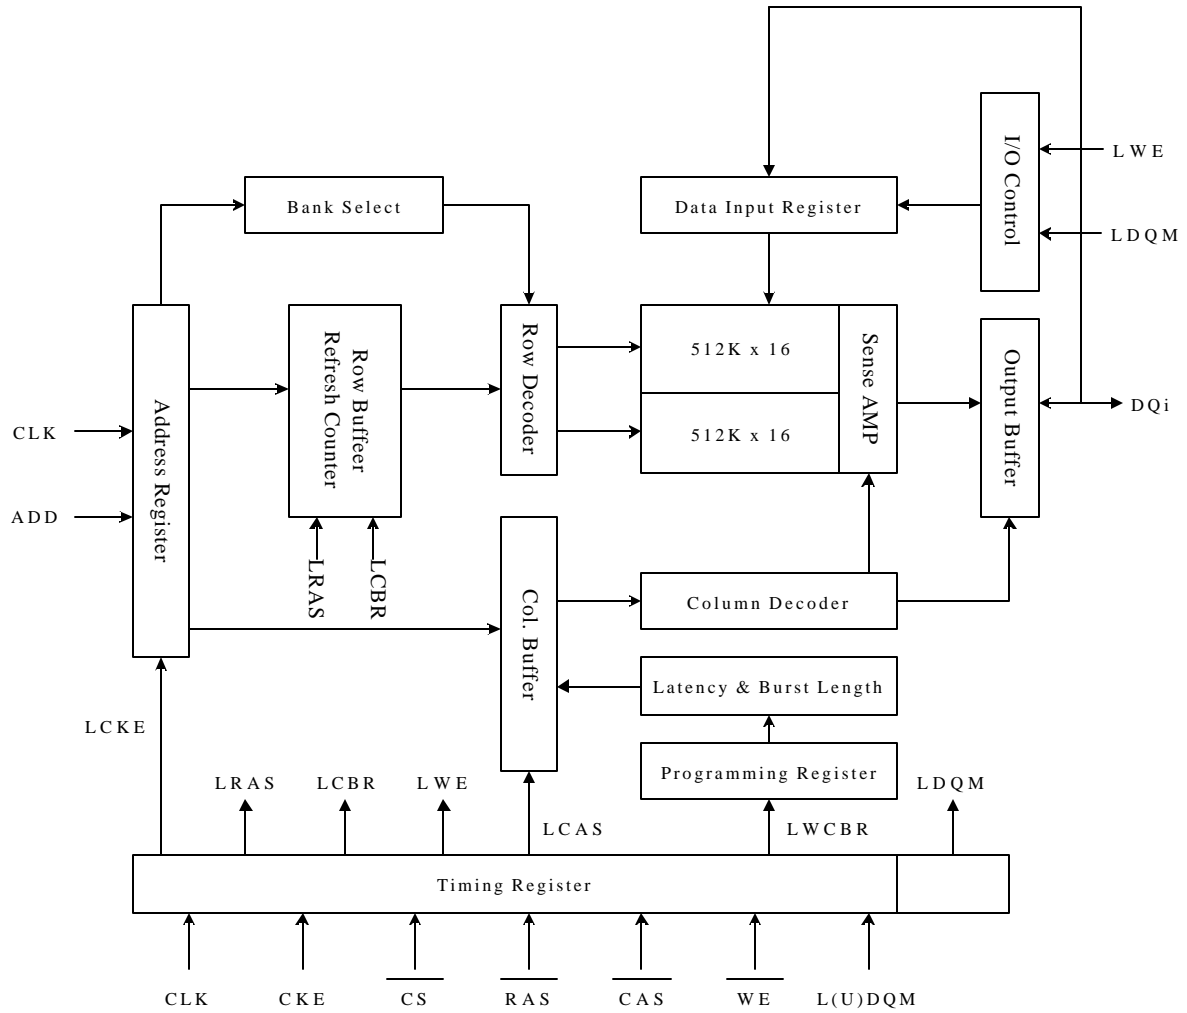 I/O Control
LWE
Bank Select
Data Input Register
LDQM
Address Register
Row Buffeer
Refresh Counter
Row Decoder
512K x 16
Sense AMP
Output Buffer
DQi
CLK
512K x 16
ADD
LRAS
LCBR
Col. Buffer
Column Decoder
Latency & Burst Length
LCKE
Programming Register
LRAS
LCBR
LWE
LDQM
LCAS
LWCBR
Timing Register
CLK
CKE
CS
RAS
CAS
WE
L(U)DQM